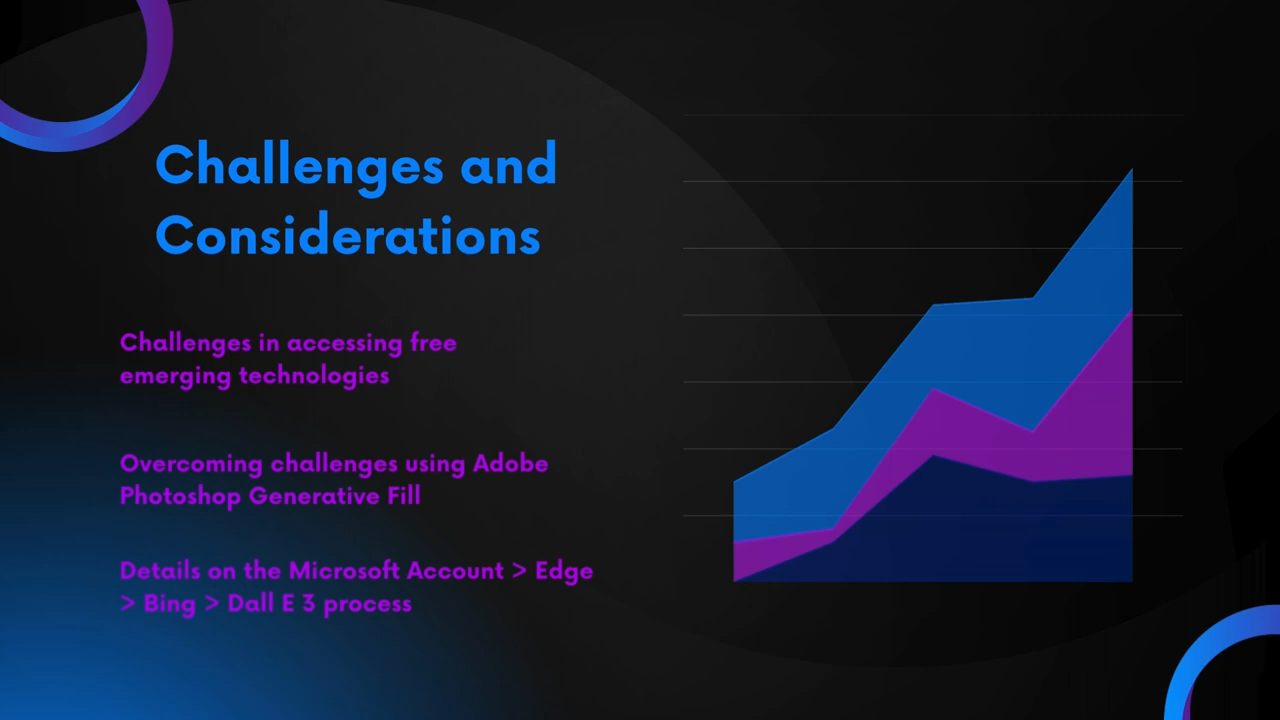 Challenges and
Considerations
Challenges in accessing free
emerging technologies
Overcoming challenges using Adobe
Photoshop Generative Fill
Details on the Microsoft Account > Edge
> Bing > Dall E 3 process